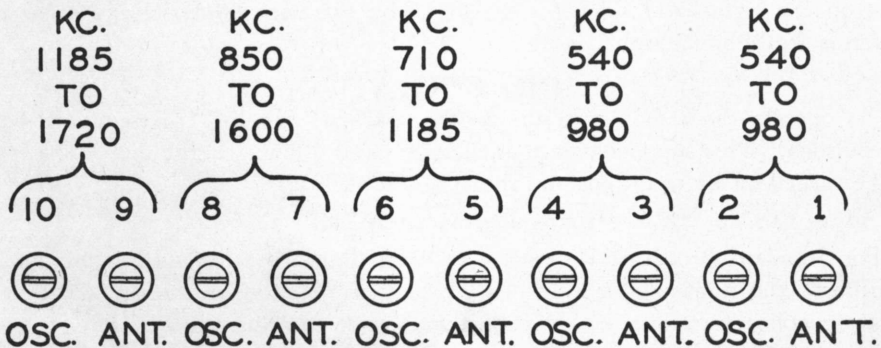 KC. KC. KC. KC. KC.
1185 850 710 540 540
TO TO TO TO TO
1720 1600 1185 980 980
10 9 8 7 6 5 4 3 2 1
OSC. ANT. OSC. ANT. OSC. ANT. OSC. ANT. OSC. ANT.